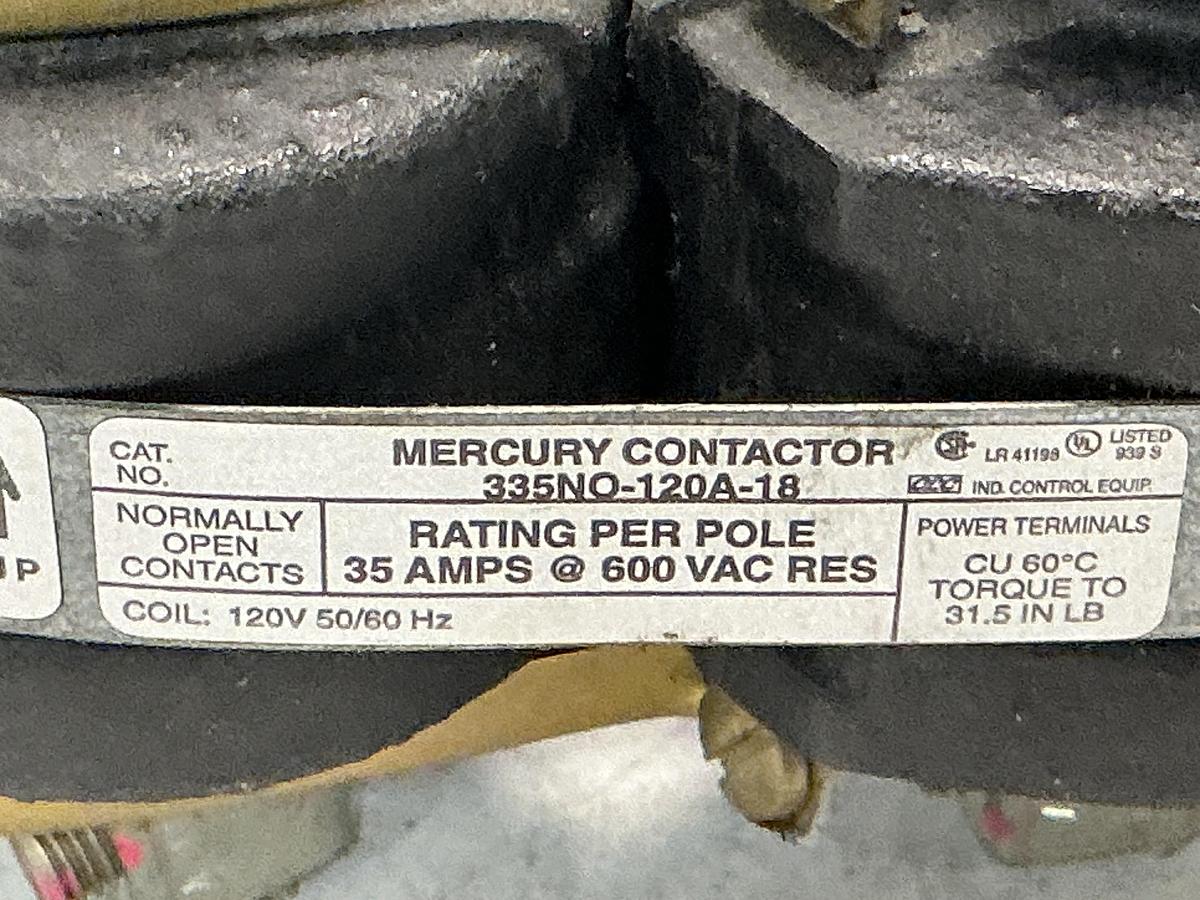 UP
CAT.
NO.
MERCURY CONTACTOR
335NO-120A-18
LR 41198
UL
LISTED
939 S
IND. CONTROL EQUIP.
NORMALLY
OPEN
CONTACTS
RATING PER POLE
35 AMPS @ 600 VAC RES
POWER TERMINALS
CU 60°C
TORQUE TO
31.5 IN LB
COIL: 120V 50/60 Hz